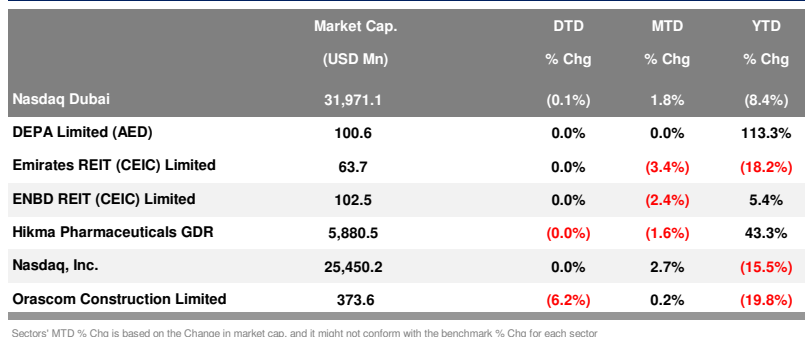 Market Cap. DTD MTD YTD
(USD Mn) % Chg % Chg % Chg
Nasdaq Dubai 31,971.1 (0.1%) 1.8% (8.4%)
DEPA Limited (AED) 100.6 0.0% 0.0% 113.3%
Emirates REIT (CEIC) Limited 63.7 0.0% (3.4%) (18.2%)
ENBD REIT (CEIC) Limited 102.5 0.0% (2.4%) 5.4%
Hikma Pharmaceuticals GDR 5,880.5 (0.0%) (1.6%) 43.3%
Nasdaq, Inc. 25,450.2 0.0% 2.7% (15.5%)
Orascom Construction Limited 373.6 (6.2%) 0.2% (19.8%)
Sectors' MTD % Chg is based on the Change in market cap. and it might not conform with the benchmark % Chg for each sector